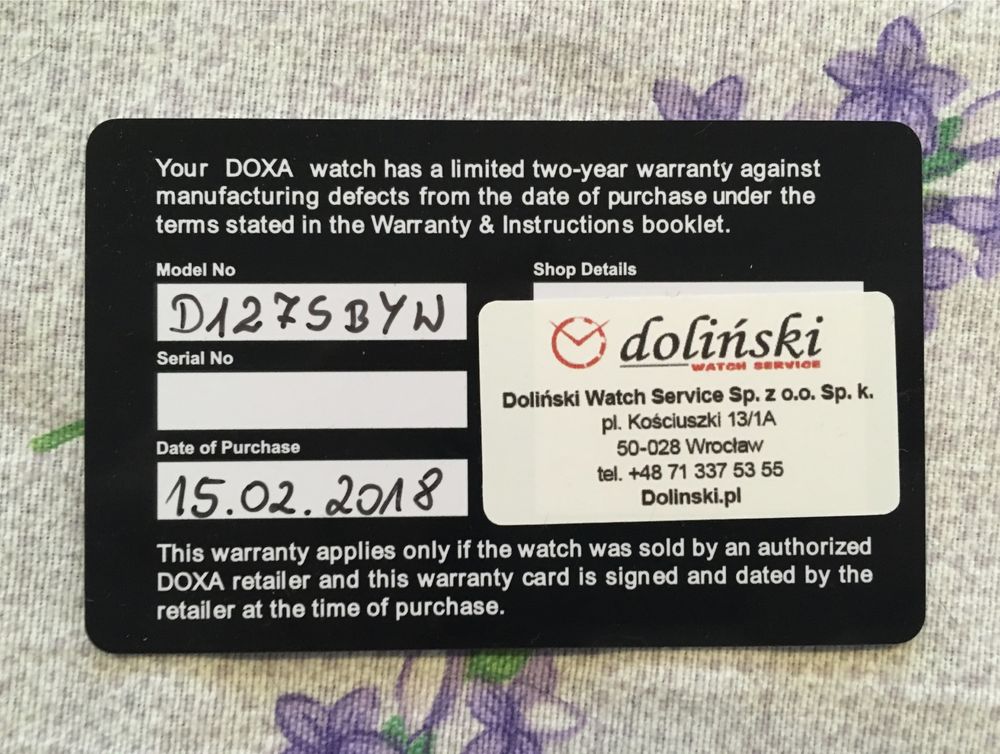 Your DOXA watch has a limited two-year warranty against
manufacturing defects from the date of purchase under the
terms stated in the Warranty & Instructions booklet.
Model No
D127SBYW
Serial No
Date of Purchase
15.02.2018
Shop Details
doliński
WATCH SERVICE
Doliński Watch Service Sp. z o.o. Sp. k.
pl. Kościuszki 13/1A
50-028 Wrocław
tel. +48 71 337 53 55
Dolinski.pl
This warranty applies only if the watch was sold by an authorized
DOXA retailer and this warranty card is signed and dated by the
retailer at the time of purchase.